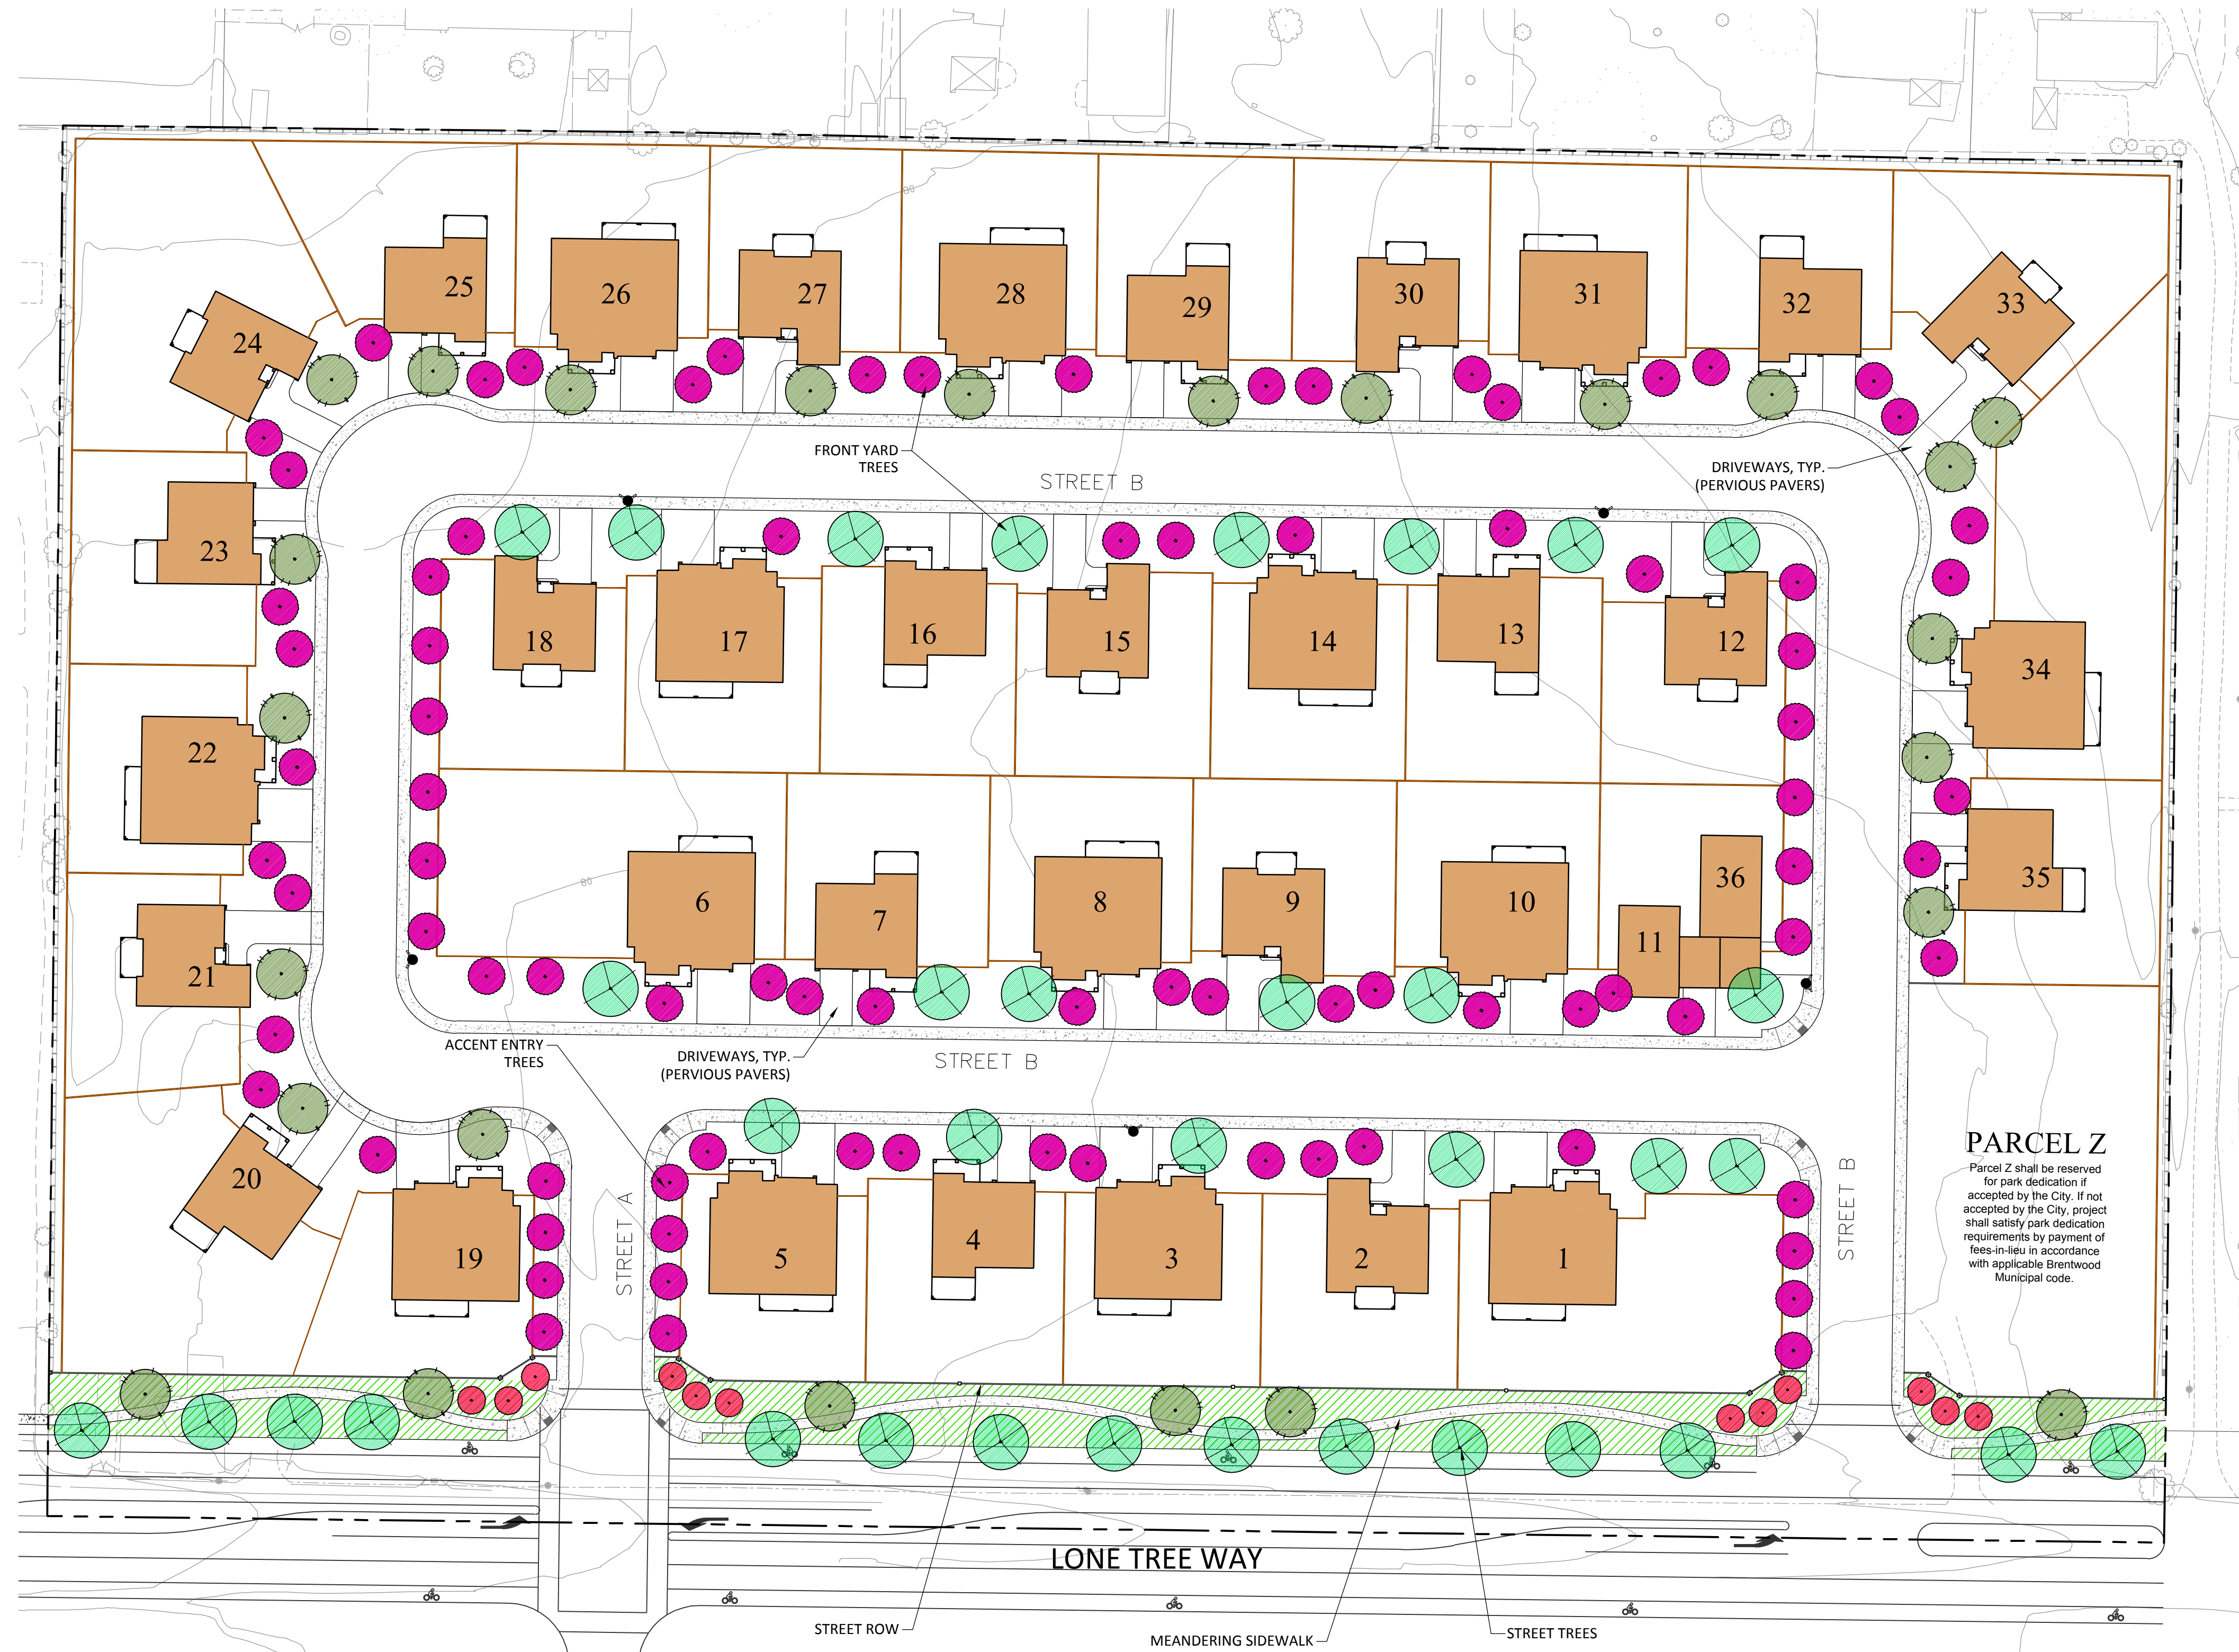 80
25
26
27
28
29
30
31
32
33
24
FRONT YARD
TREES
STREET B
DRIVEWAYS, TYP.
(PERVIOUS PAVERS)
23
18
17
16
15
14
13
12
34
22
6
7
8
9
10
11
36
35
80
21
ACCENT ENTRY
TREES
DRIVEWAYS, TYP.
(PERVIOUS PAVERS)
STREET B
20
19
STREET A
5
4
3
2
1
STREET B
PARCEL Z
Parcel Z shall be reserved
for park dedication if
accepted by the City. If not
accepted by the City, project
shall satisfy park dedication
requirements by payment of
fees-in-lieu in accordance
with applicable Brentwood
Municipal code.
LONE TREE WAY
STREET ROW
MEANDERING SIDEWALK
STREET TREES